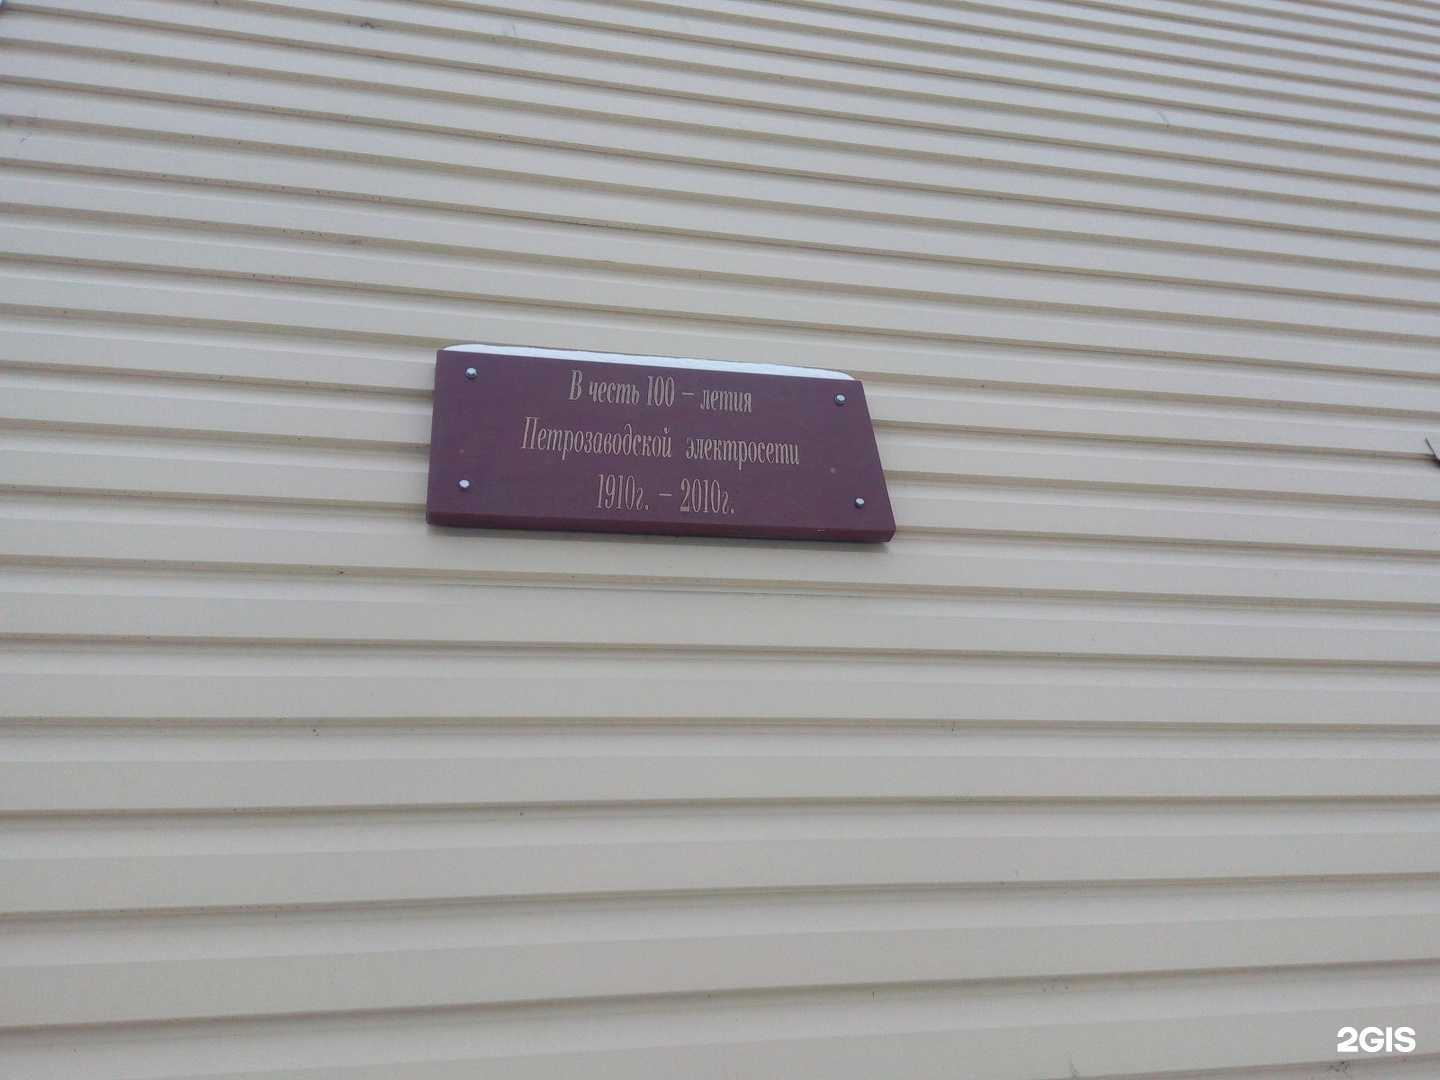 В честь 100 – летия
Петрозаводской электросети
1910г. – 2010г.
2GIS